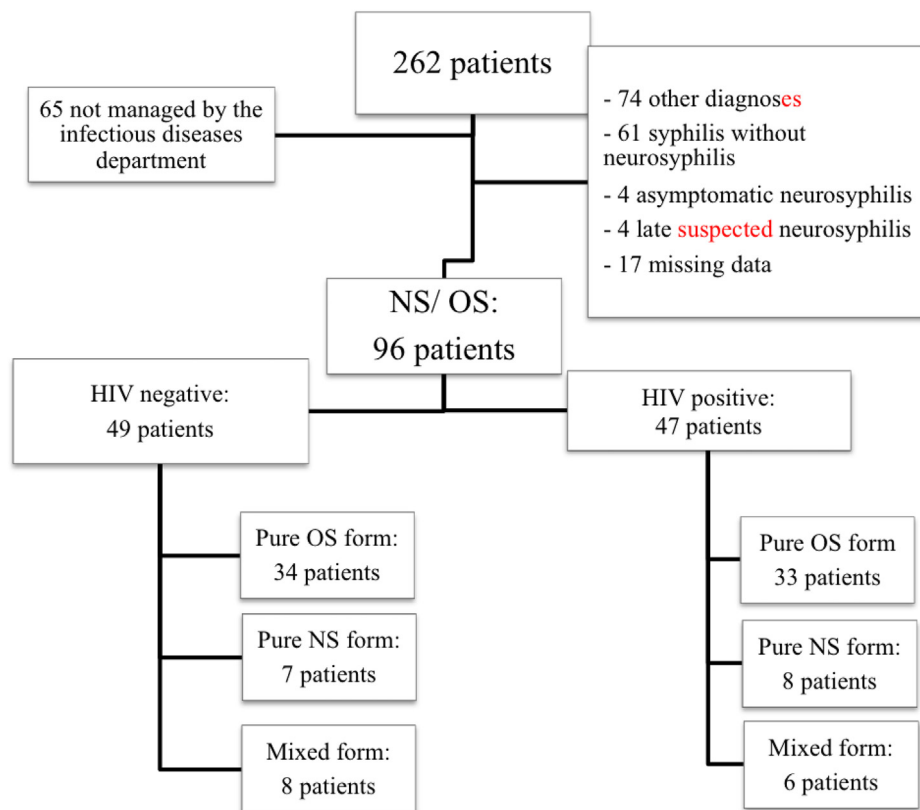 262 patients
65 not managed by the
infectious diseases
department
- 74 other diagnoses
- 61 syphilis without
neurosyphilis
- 4 asymptomatic neurosyphilis
- 4 late suspected neurosyphilis
- 17 missing data
NS/ OS:
96 patients
HIV negative:
49 patients
HIV positive:
47 patients
Pure OS form:
34 patients
Pure NS form:
7 patients
Mixed form:
8 patients
Pure OS form
33 patients
Pure NS form:
8 patients
Mixed form:
6 patients